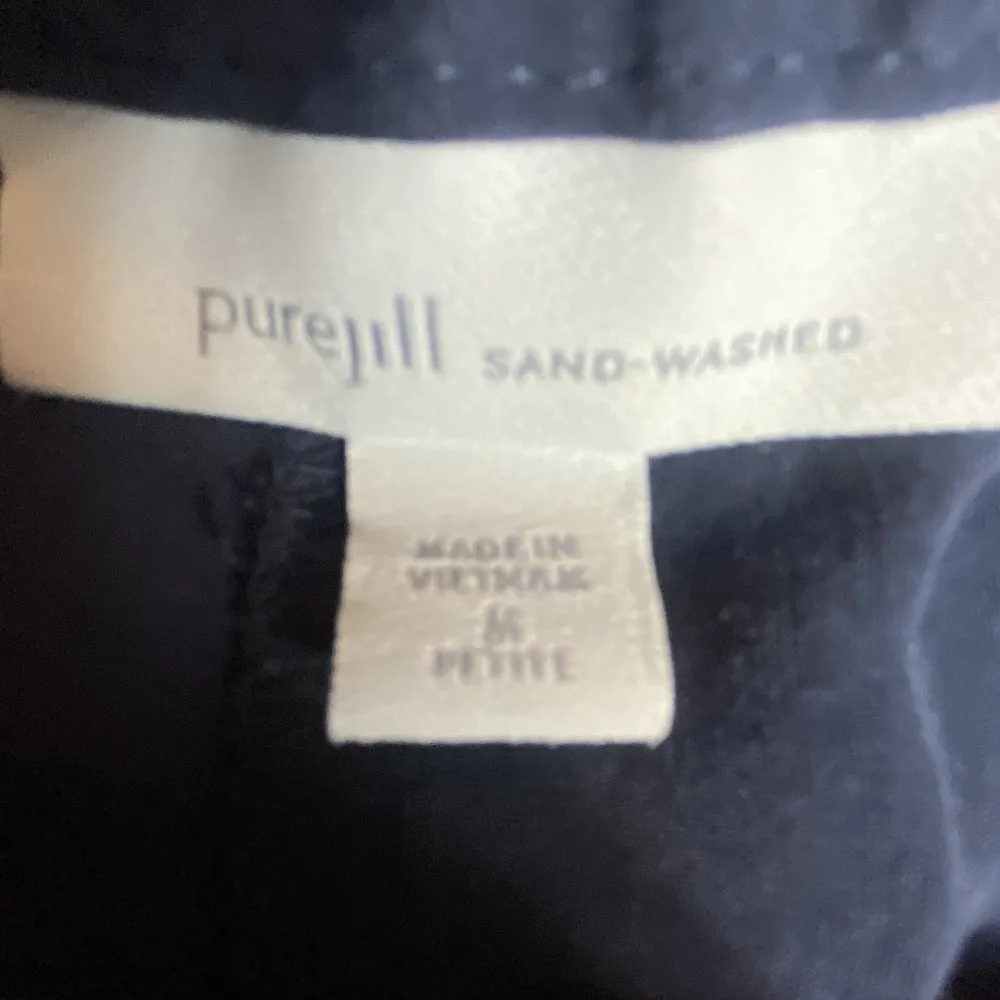 purejill SAND-WASHED
MADE IN
VIETNAM
PETITE